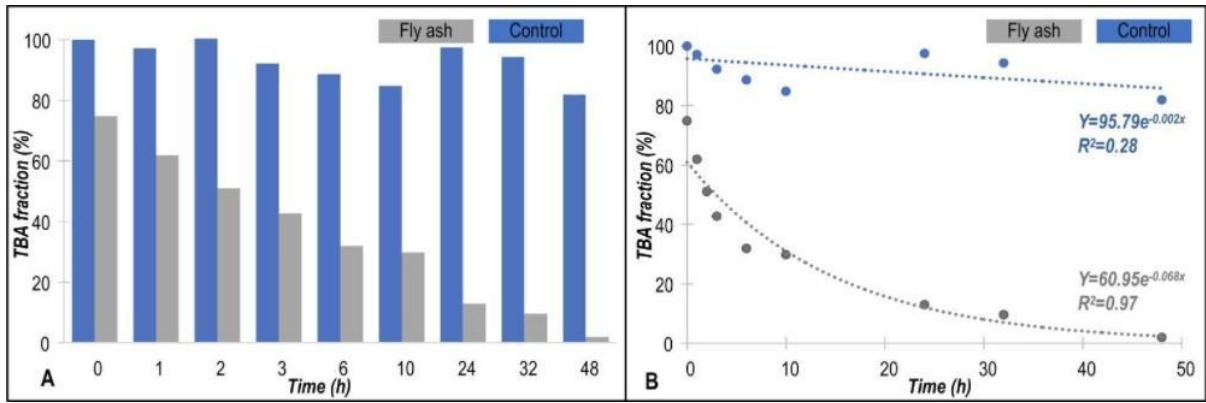 Fly ash Control
100
80
60
40
20
0
TBA fraction (%)
0 1 2 3 6 10 24 32 48
A Time (h)
Fly ash Control
100
80
60
40
20
0
TBA fraction (%)
Y=95.79e-0.002x
R²=0.28
Y=60.95e-0.068x
R²=0.97
0 10 20 30 40 50
Time (h) B